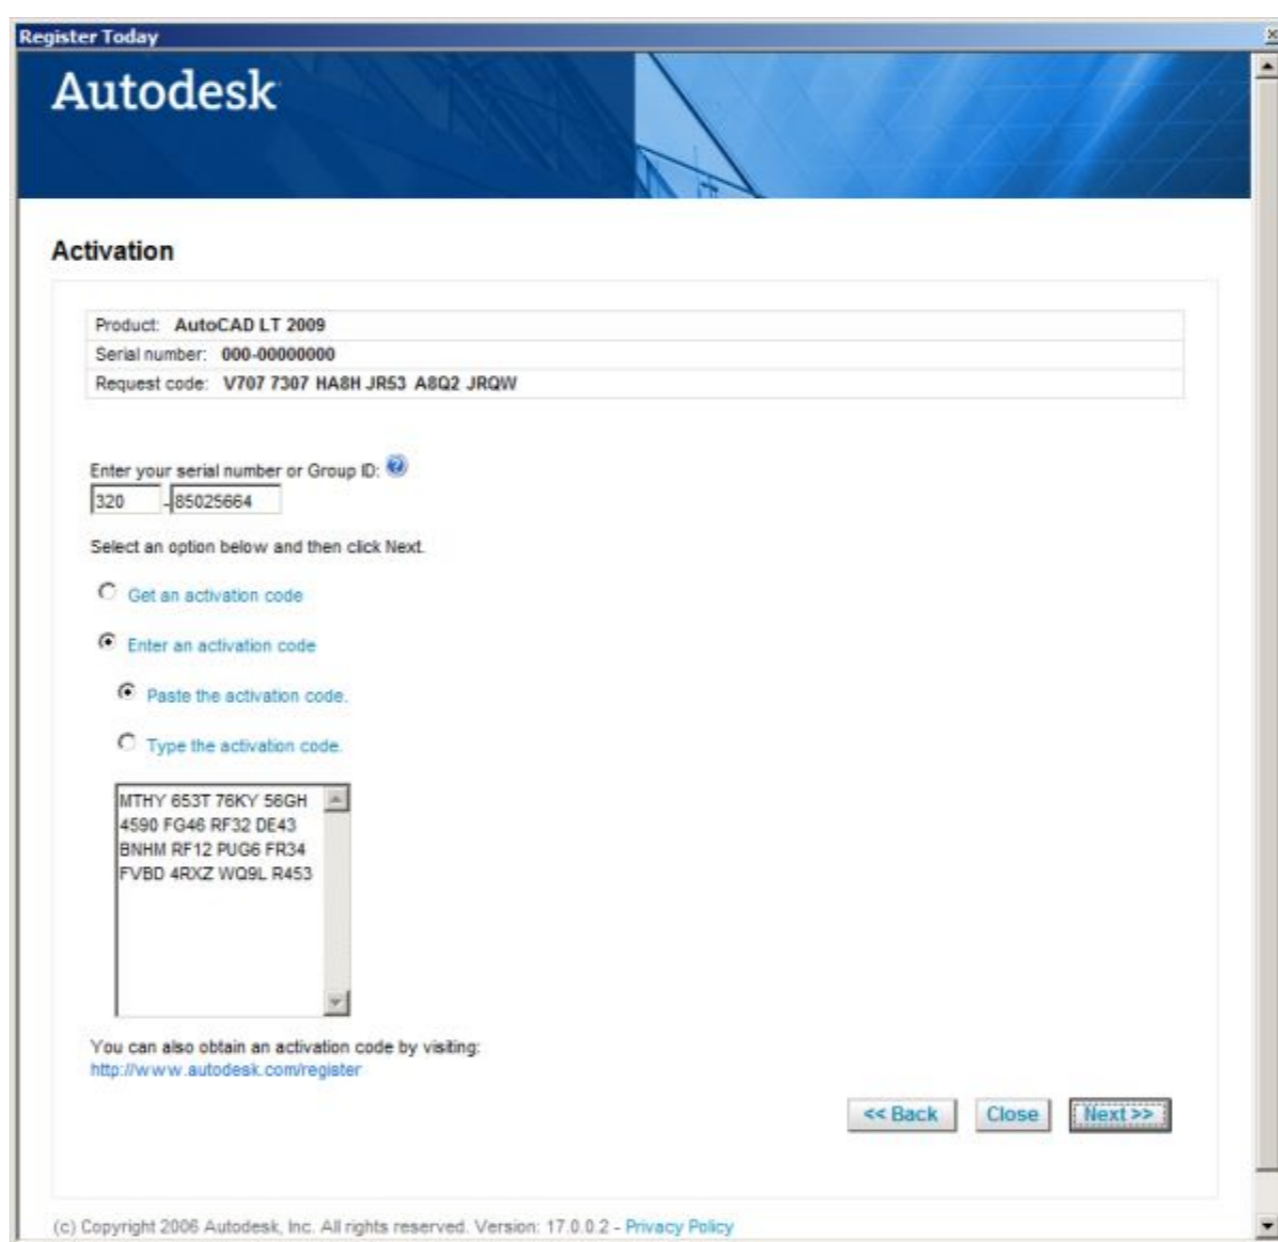 Register Today
Autodesk
Activation
Product: AutoCAD LT 2009
Serial number: 000-00000000
Request code: V707 7307 HA8H JR53 A8Q2 JRQW
Enter your serial number or Group ID:
320 - 85025664
Select an option below and then click Next.
Get an activation code
Enter an activation code
Paste the activation code.
Type the activation code.
MTHY 653T 76KY 56GH
4590 FG46 RF32 DE43
BNHM RF12 PUG6 FR34
FVBD 4RXZ WQ9L R453
You can also obtain an activation code by visiting:
http://www.autodesk.com/register
<< Back Close Next >>
(c) Copyright 2006 Autodesk, Inc. All rights reserved. Version: 17.0.0.2 - Privacy Policy